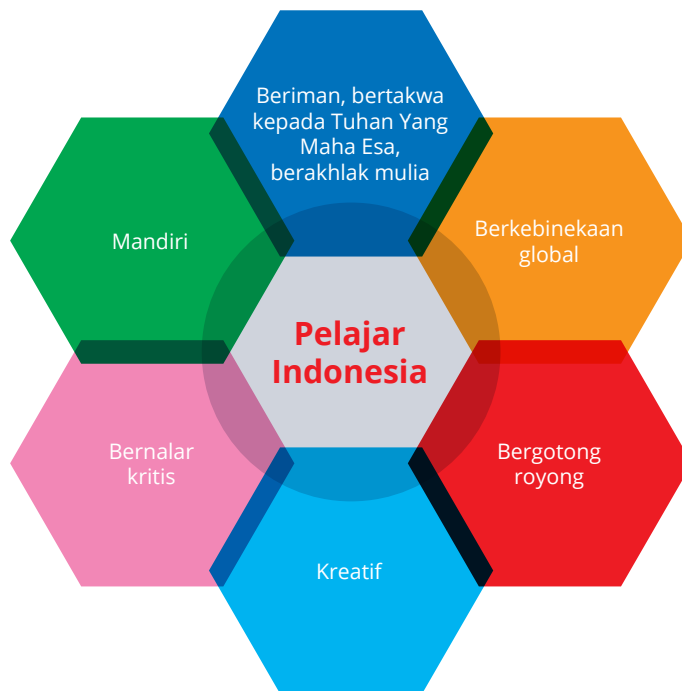 Beriman, bertakwa
kepada Tuhan Yang
Maha Esa,
berakhlak mulia
Berkebinekaan
global
Bergotong
royong
Kreatif
Bernalar
kritis
Mandiri
Pelajar
Indonesia